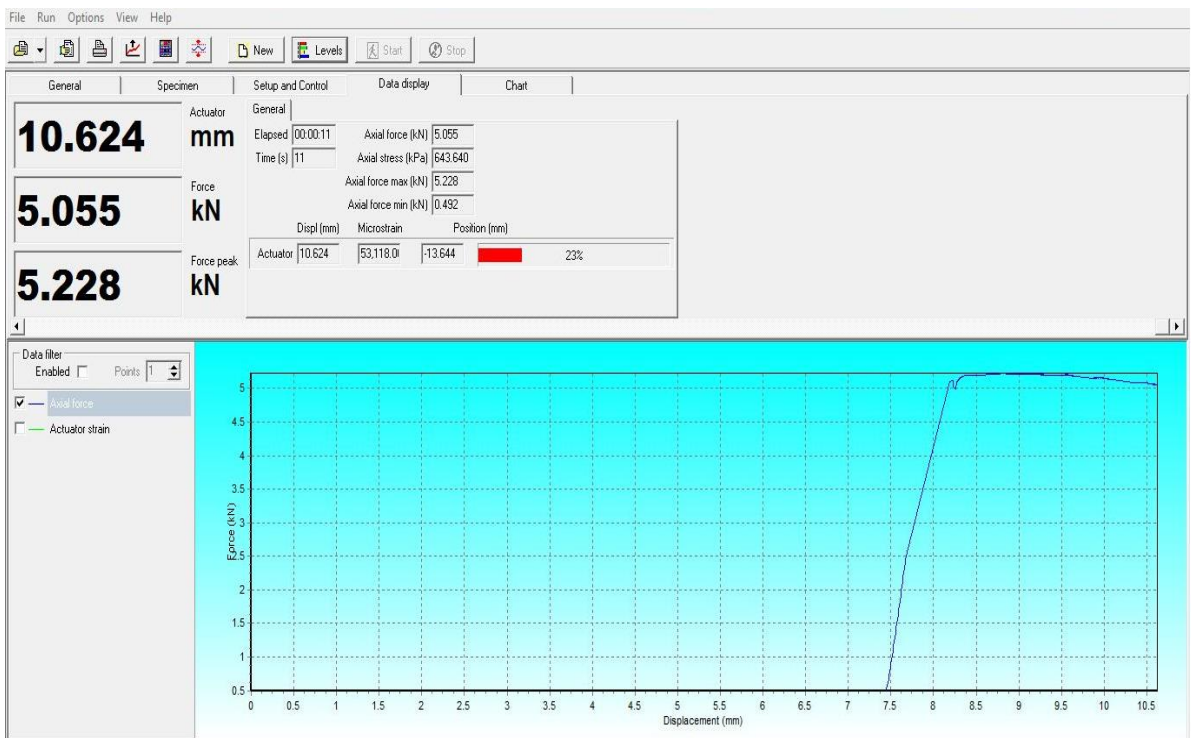 File Run Options View Help
New Levels Start Stop
General Specimen Setup and Control Data display Chart
10.624 Actuator mm
5.055 Force kN
5.228 Force peak kN
General
Elapsed 00:00:11 Axial force (kN) 5.055
Time (s) 11 Axial stress (kPa) 643.640
Axial force max (kN) 5.228
Axial force min (kN) 0.492
Displ (mm) Microstrain Position (mm)
Actuator 10.624 53,118.0 -13.644 23%
Data filter
Enabled Points 1
Axial force
Actuator strain
Force (kN)
5
4.5
4
3.5
3
2.5
2
1.5
1
0.5
0 0.5 1 1.5 2 2.5 3 3.5 4 4.5 5 5.5 6 6.5 7 7.5 8 8.5 9 9.5 10 10.5
Displacement (mm)